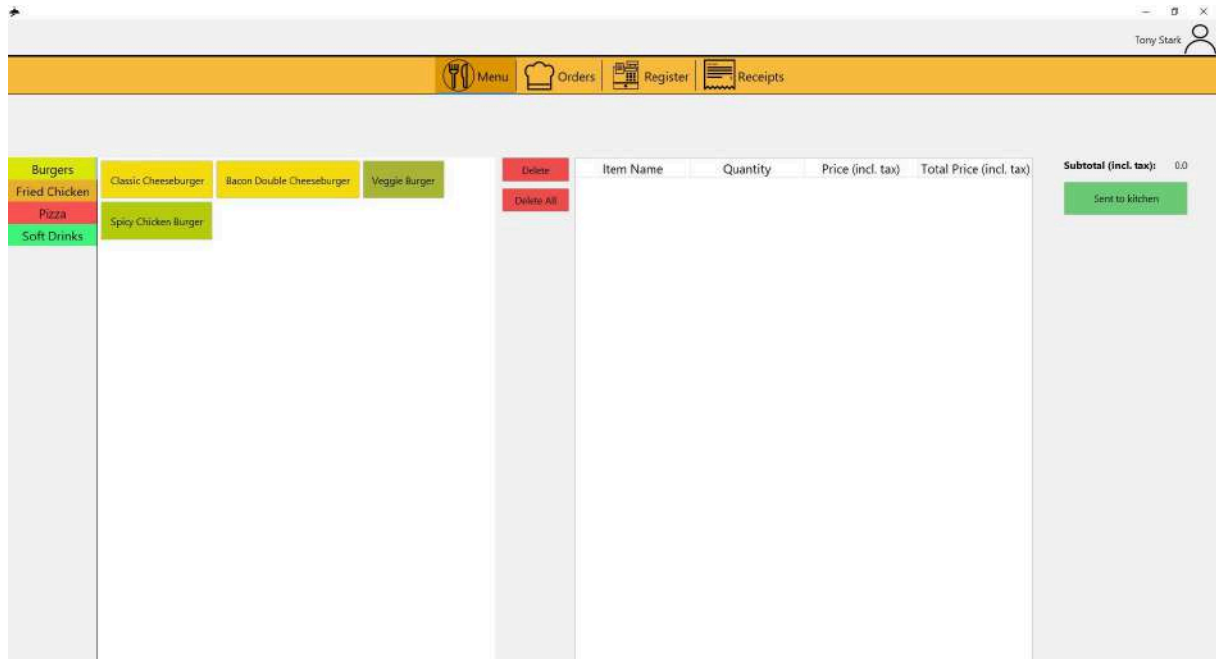 Tony Stark
Menu Orders Register Receipts
Burgers
Fried Chicken
Pizza
Soft Drinks
Classic Cheeseburger Bacon Double Cheeseburger Veggie Burger
Spicy Chicken Burger
Delete
Delete All
Item Name Quantity Price (incl. tax) Total Price (incl. tax)
Subtotal (incl. tax): 0.0
Sent to kitchen